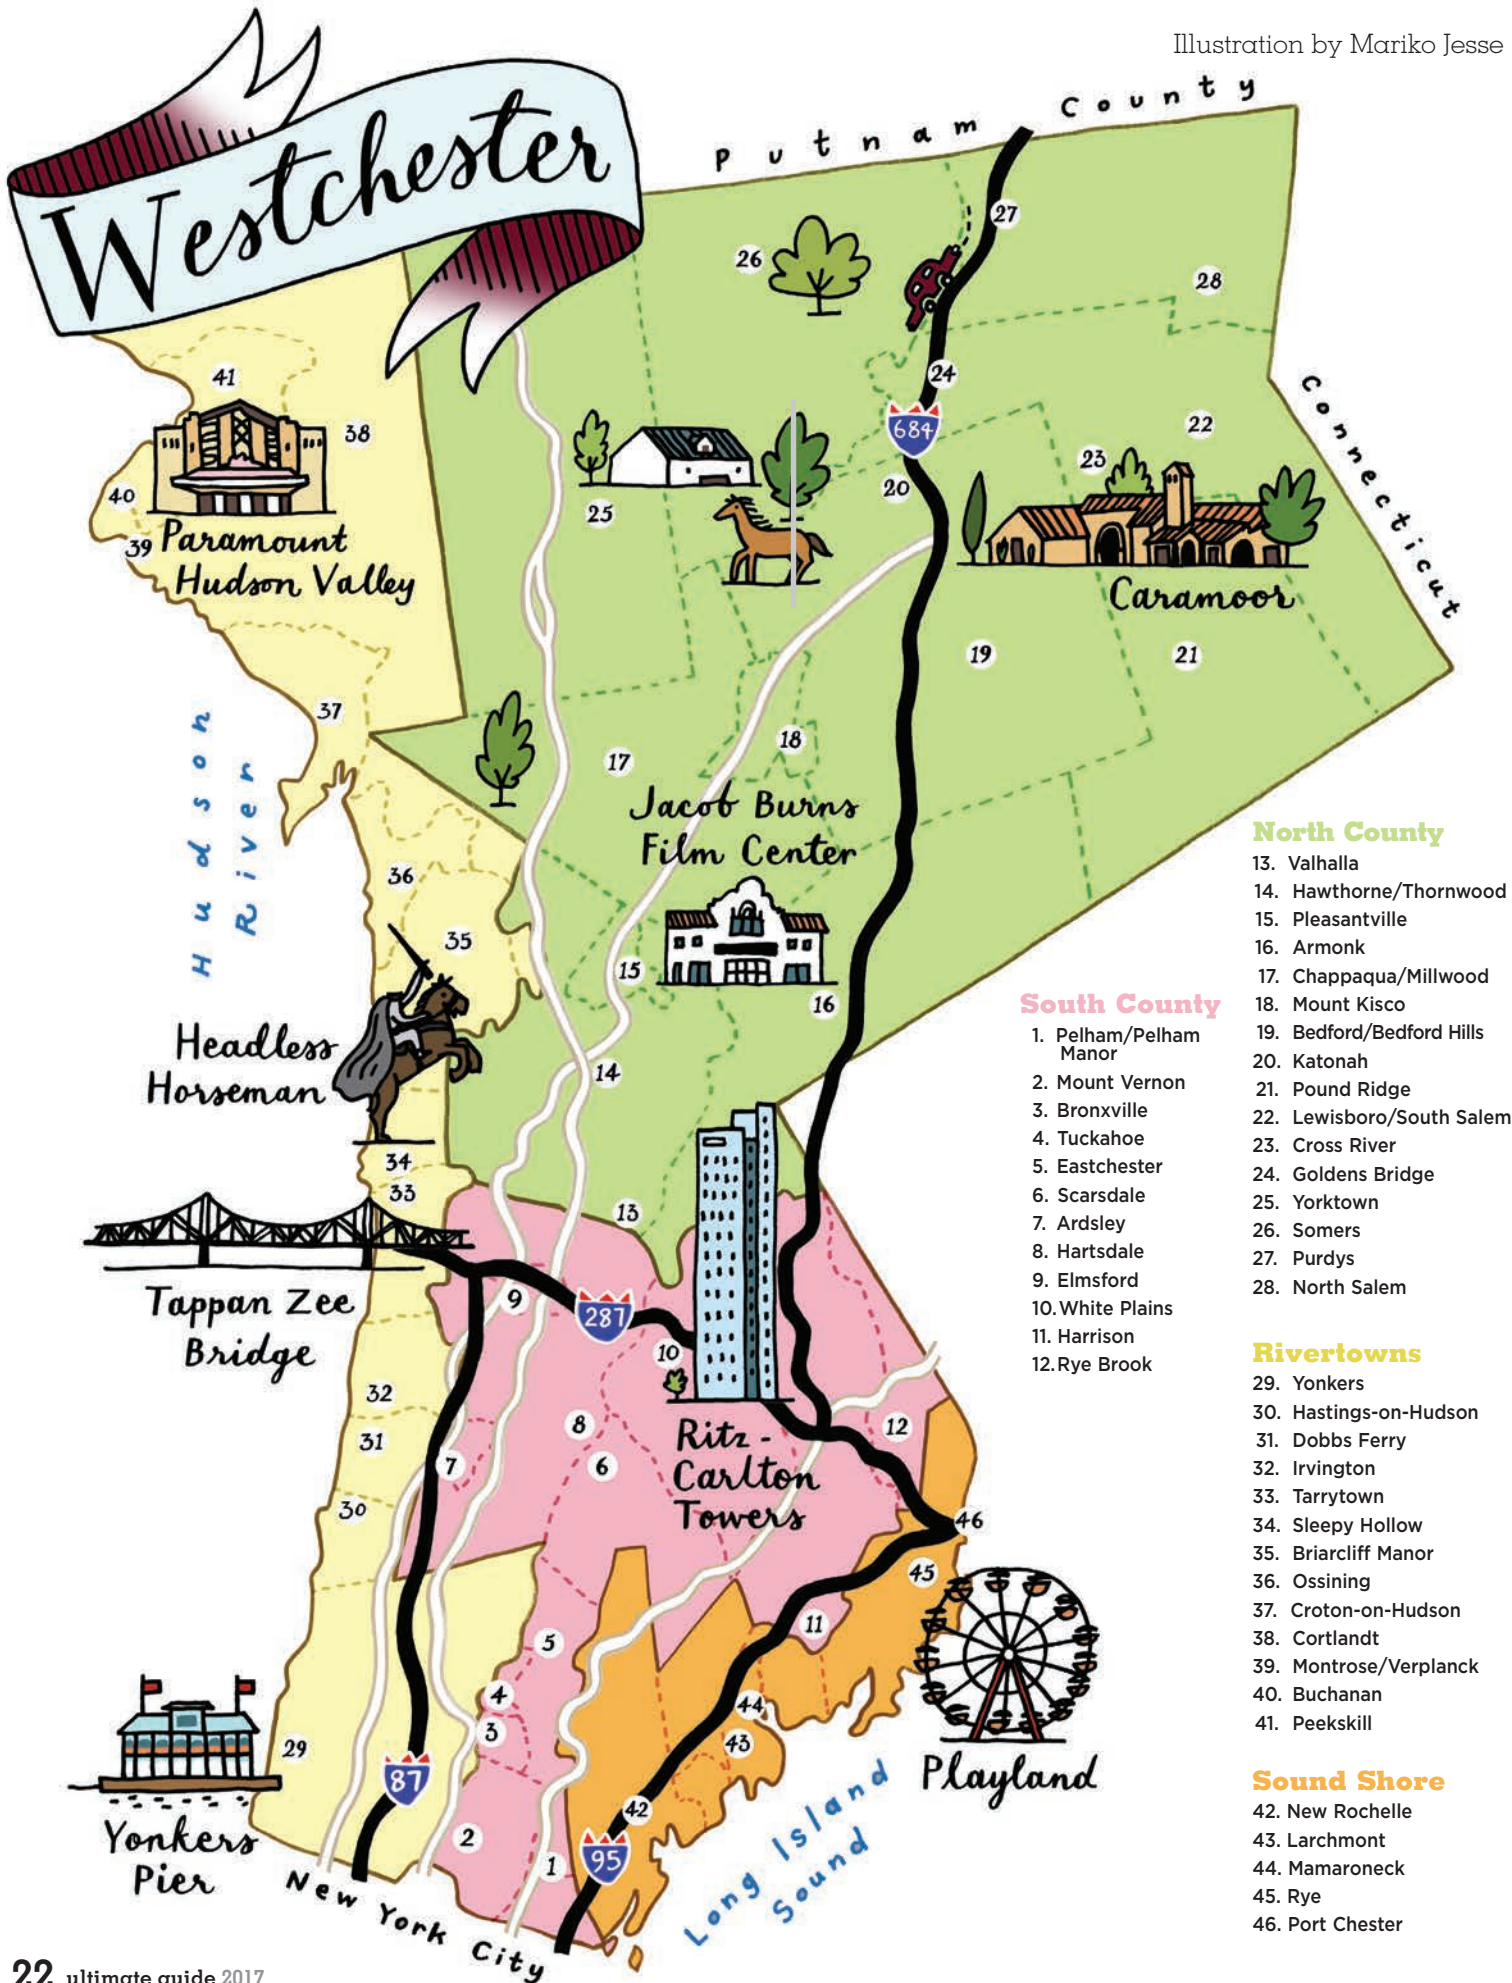 Illustration by Mariko Jesse
Westchester
Putnam County
27
26
28
41
24
684
38
22
23
40
20
25
39
Paramount
Hudson Valley
Connecticut
Caramoor
19
21
37
Hudson
River
18
17
Jacob Burns
Film Center
36
35
15
16
Headless
Horseman
14
34
33
13
Tappan Zee
Bridge
9
287
10
32
8
12
31
Ritz-
Carlton
Towers
7
6
30
46
45
11
5
4
44
3
43
29
Playland
87
42
Yonkers
Pier
2
1
95
Long Island
Sound
New York City
South County
1. Pelham/Pelham
Manor
2. Mount Vernon
3. Bronxville
4. Tuckahoe
5. Eastchester
6. Scarsdale
7. Ardsley
8. Hartsdale
9. Elmsford
10. White Plains
11. Harrison
12. Rye Brook
North County
13. Valhalla
14. Hawthorne/Thornwood
15. Pleasantville
16. Armonk
17. Chappaqua/Millwood
18. Mount Kisco
19. Bedford/Bedford Hills
20. Katonah
21. Pound Ridge
22. Lewisboro/South Salem
23. Cross River
24. Goldens Bridge
25. Yorktown
26. Somers
27. Purdys
28. North Salem
Rivertowns
29. Yonkers
30. Hastings-on-Hudson
31. Dobbs Ferry
32. Irvington
33. Tarrytown
34. Sleepy Hollow
35. Briarcliff Manor
36. Ossining
37. Croton-on-Hudson
38. Cortlandt
39. Montrose/Verplanck
40. Buchanan
41. Peekskill
Sound Shore
42. New Rochelle
43. Larchmont
44. Mamaroneck
45. Rye
46. Port Chester
22 ultimate guide 2017